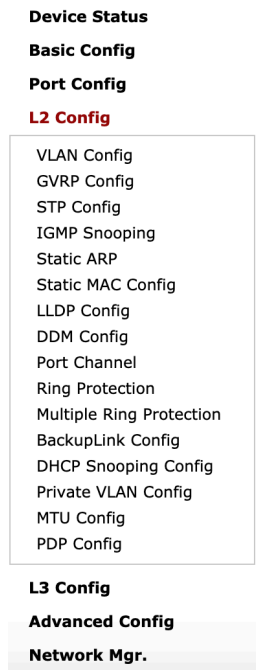 Device Status
Basic Config
Port Config
L2 Config
VLAN Config
GVRP Config
STP Config
IGMP Snooping
Static ARP
Static MAC Config
LLDP Config
DDM Config
Port Channel
Ring Protection
Multiple Ring Protection
BackupLink Config
DHCP Snooping Config
Private VLAN Config
MTU Config
PDP Config
L3 Config
Advanced Config
Network Mgr.